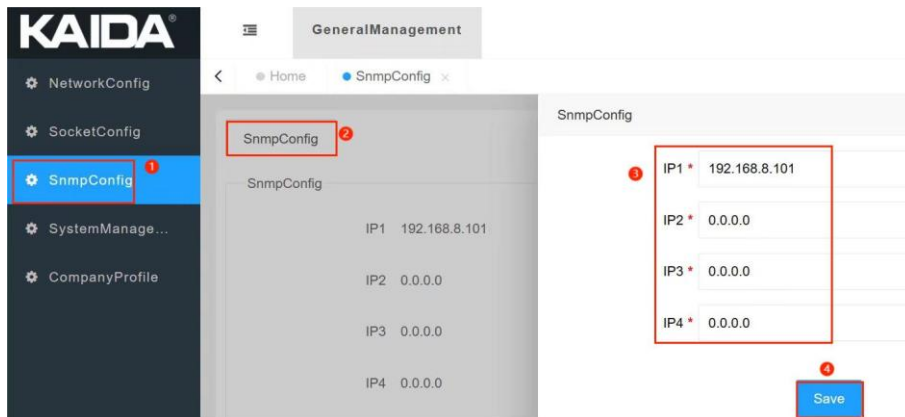 KAIDA®
GeneralManagement
NetworkConfig
Home
SnmpConfig ×
SocketConfig
SnmpConfig
1
SystemManage...
CompanyProfile
SnmpConfig
2
SnmpConfig
IP1 192.168.8.101
IP2 0.0.0.0
IP3 0.0.0.0
IP4 0.0.0.0
SnmpConfig
3
IP1 * 192.168.8.101
IP2 * 0.0.0.0
IP3 * 0.0.0.0
IP4 * 0.0.0.0
4
Save